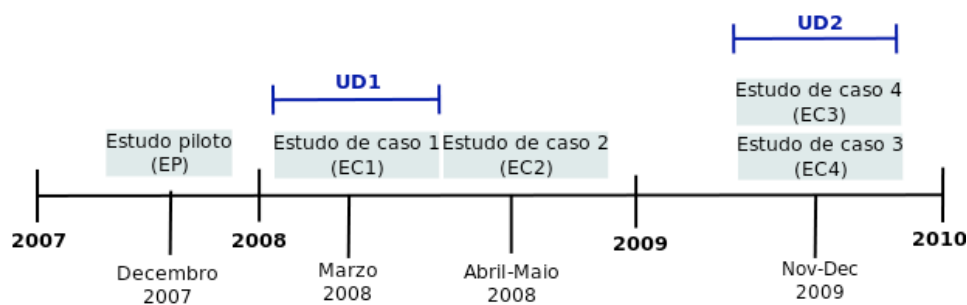 UD2
UD1
Estudo de caso 4
(EC3)
Estudo piloto
(EP)
Estudo de caso 1
(EC1)
Estudo de caso 2
(EC2)
Estudo de caso 3
(EC4)
2007
2008
2009
2010
Decembro
2007
Marzo
2008
Abril-Maio
2008
Nov-Dec
2009